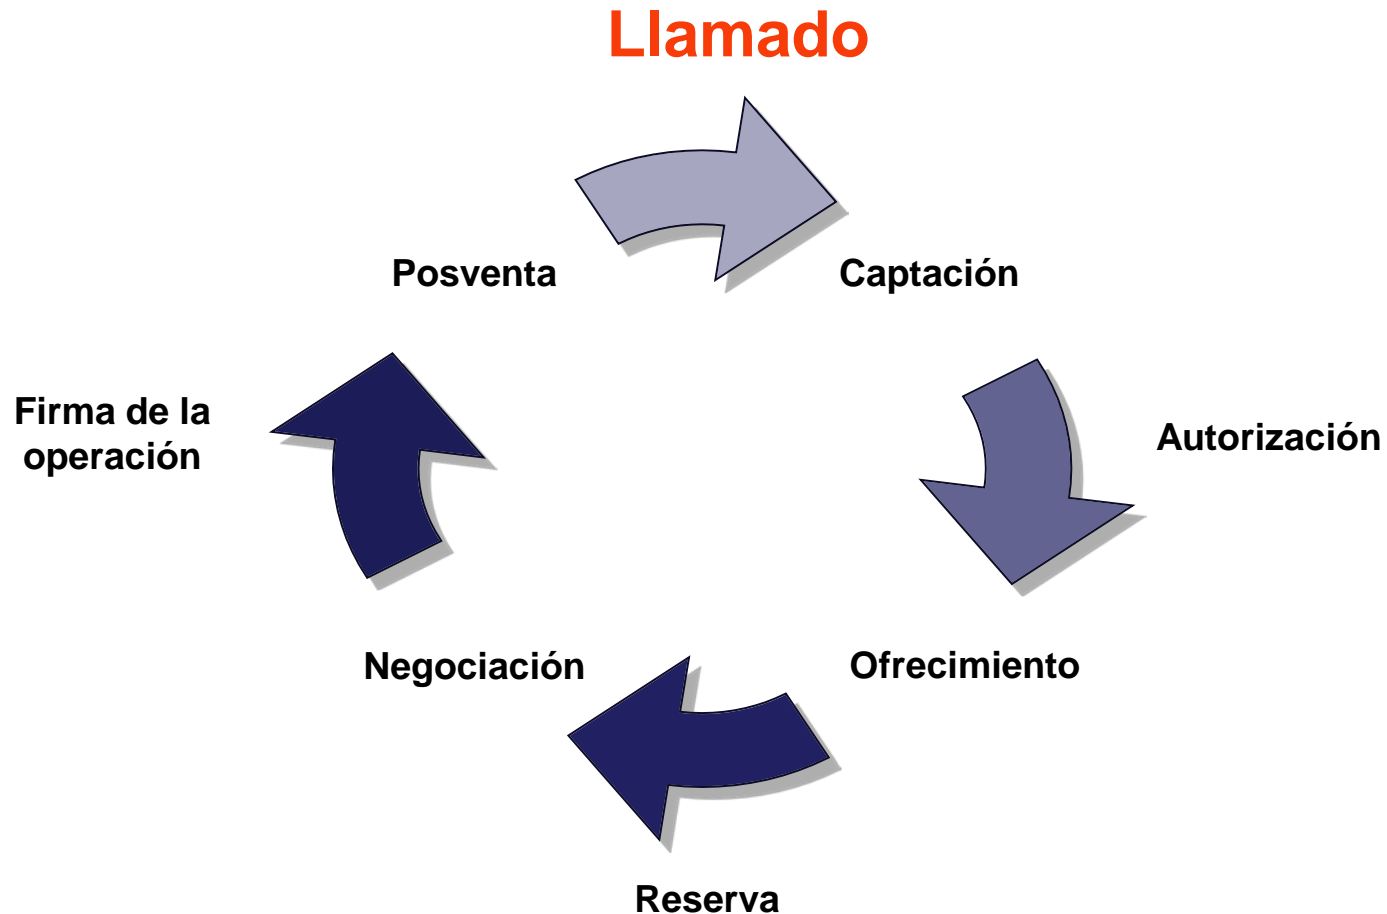 Llamado
Posventa
Captación
Firma de la
operación
Autorización
Negociación
Ofrecimiento
Reserva